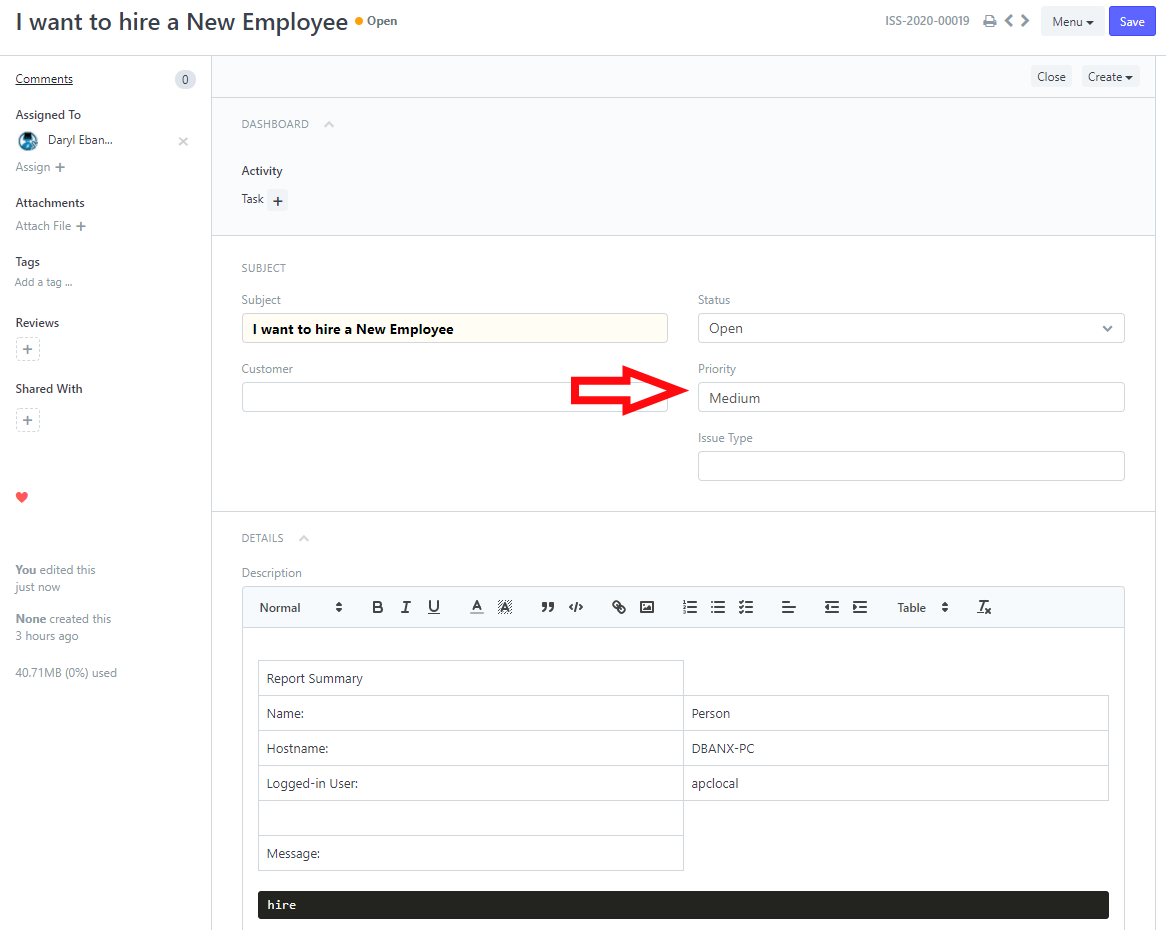 I want to hire a New Employee Open ISS-2020-00019 Menu Save
Comments 0
Close Create
Assigned To
Daryl Eban...
Assign +
Attachments
Attach File +
Tags
Add a tag ...
Reviews
+
Shared With
+
You edited this
just now
None created this
3 hours ago
40.71MB (0%) used
DASHBOARD
Activity
Task +
SUBJECT
Subject
I want to hire a New Employee
Customer
Status
Open
Priority
Medium
Issue Type
DETAILS
Description
Normal B I U A A Table Tx
Report Summary
Name: Person
Hostname: DBANX-PC
Logged-in User: apclocal
Message:
hire